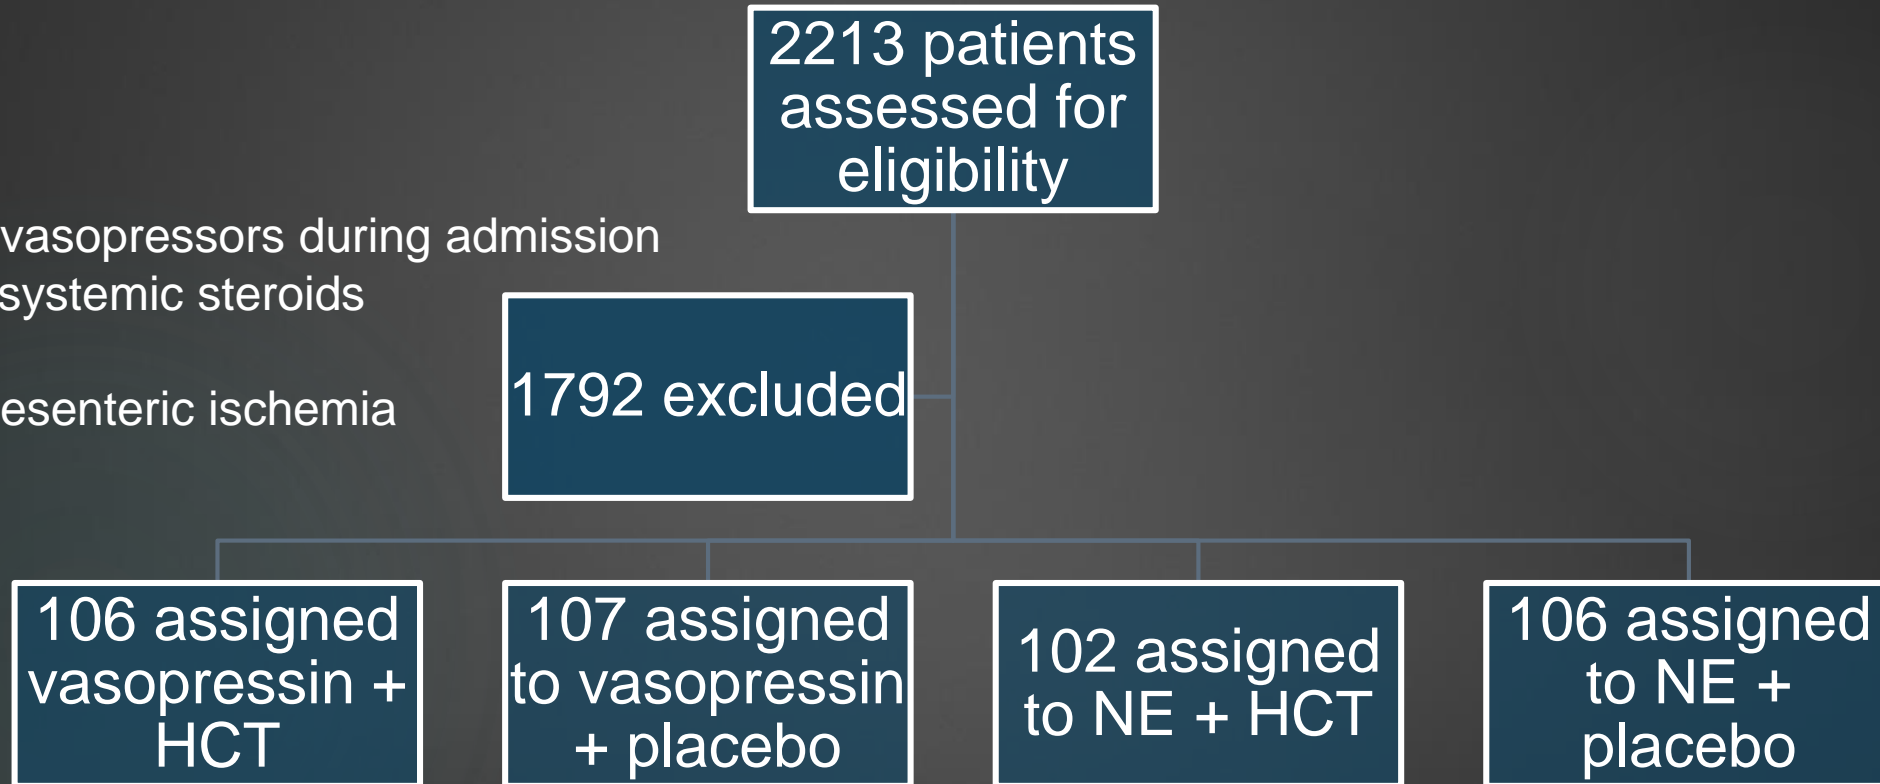 2213 patients
assessed for
eligibility
vasopressors during admission
systemic steroids
esenteric ischemia
1792 excluded
106 assigned
vasopressin +
HCT
107 assigned
to vasopressin
+ placebo
102 assigned
to NE + HCT
106 assigned
to NE +
placebo